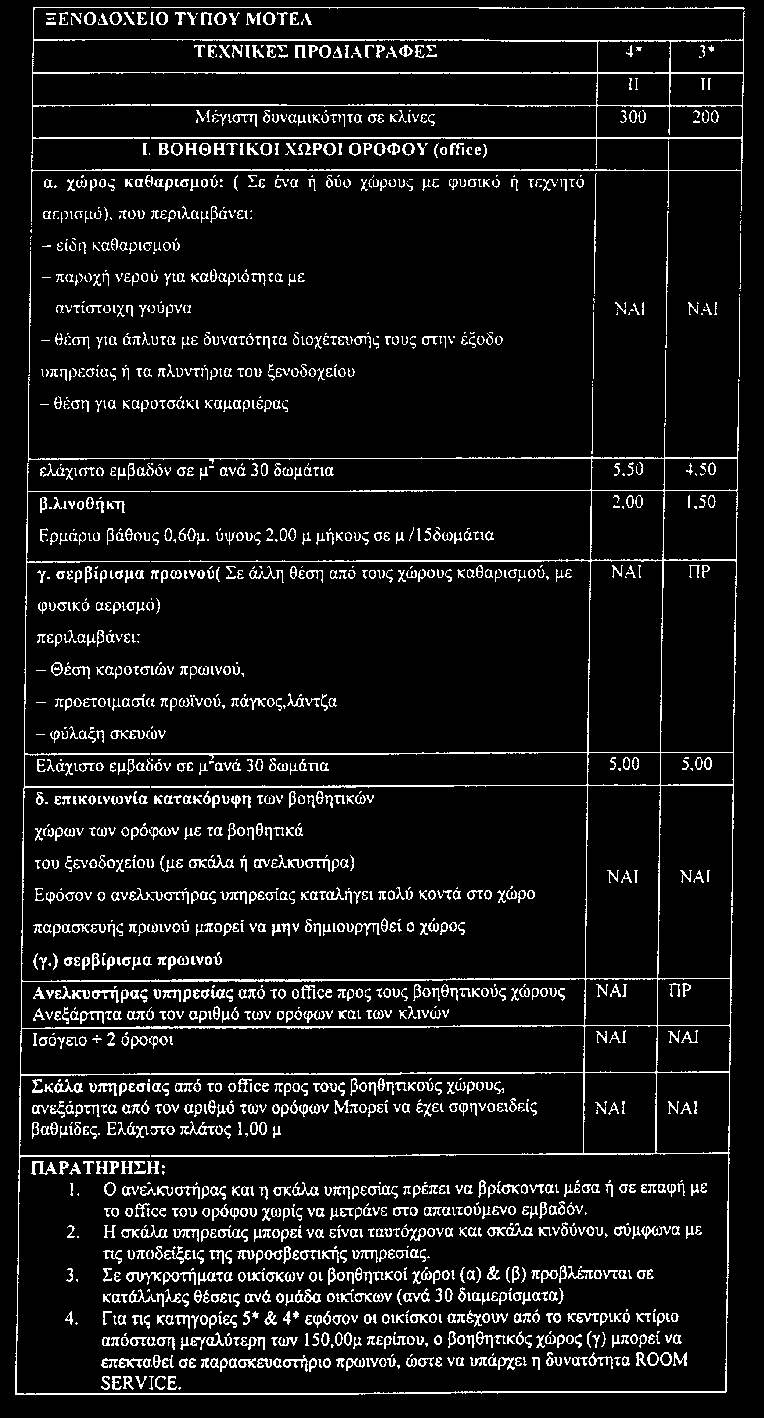 ΞΕΝΟΔΟΧΕΙΟ ΤΥΠΟΥ ΜΟΤΕΛ
ΤΕΧΝΙΚΕΣ ΠΡΟΔΙΑΓΡΑΦΕΣ 4* 3*
Π Π
Μέγιστη δυναμικότητα σε κλίνες 300 200
Ι. ΒΟΗΘΗΤΙΚΟΙ ΧΩΡΟΙ ΟΡΟΦΟΥ (office)
α. χώρος καθαρισμού: ( Σε ένα ή δύο χώρους με φυσικό ή τεχνητό
αερισμό), που περιλαμβάνει:
– είδη καθαρισμού
– παροχή νερού για καθαριότητα με
αντίστοιχη γούρνα ΝΑΙ ΝΑΙ
– θέση για άπλυτα με δυνατότητα διοχέτευσής τους στην έξοδο
υπηρεσίας ή τα πλυντήρια του ξενοδοχείου
– θέση για καροτσάκι καμαριέρας
ελάχιστο εμβαδόν σε μ² ανά 30 δωμάτια 5,50 4,50
β.λινοθήκη 2,00 1,50
Ερμάριο βάθους 0,60μ. ύψους 2,00 μ μήκους σε μ /15δωμάτια
γ. σερβίρισμα πρωινού( Σε άλλη θέση από τους χώρους καθαρισμού, με ΝΑΙ ΠΡ
φυσικό αερισμό)
περιλαμβάνει:
– Θέση καροτσιών πρωινού,
– προετοιμασία πρωϊνού, πάγκος,λάντζα
– φύλαξη σκευών
Ελάχιστο εμβαδόν σε μ²ανά 30 δωμάτια 5,00 5,00
δ. επικοινωνία κατακόρυφη των βοηθητικών
χώρων των ορόφων με τα βοηθητικά
του ξενοδοχείου (με σκάλα ή ανελκυστήρα) ΝΑΙ ΝΑΙ
Εφόσον ο ανελκυστήρας υπηρεσίας καταλήγει πολύ κοντά στο χώρο
παρασκευής πρωινού μπορεί να μην δημιουργηθεί ο χώρος
(γ.) σερβίρισμα πρωινού
Ανελκυστήρας υπηρεσίας από το office προς τους βοηθητικούς χώρους ΝΑΙ ΠΡ
Ανεξάρτητα από τον αριθμό των ορόφων και των κλινών
Ισόγειο + 2 όροφοι ΝΑΙ ΝΑΙ
Σκάλα υπηρεσίας από το office προς τους βοηθητικούς χώρους,
ανεξάρτητα από τον αριθμό των ορόφων Μπορεί να έχει σφηνοειδείς ΝΑΙ ΝΑΙ
βαθμίδες. Ελάχιστο πλάτος 1,00 μ
ΠΑΡΑΤΗΡΗΣΗ:
1. Ο ανελκυστήρας και η σκάλα υπηρεσίας πρέπει να βρίσκονται μέσα ή σε επαφή με
το office του ορόφου χωρίς να μετράνε στο απαιτούμενο εμβαδόν.
2. Η σκάλα υπηρεσίας μπορεί να είναι ταυτόχρονα και σκάλα κινδύνου, σύμφωνα με
τις υποδείξεις της πυροσβεστικής υπηρεσίας.
3. Σε συγκροτήματα οικίσκων οι βοηθητικοί χώροι (α) & (β) προβλέπονται σε
κατάλληλες θέσεις ανά ομάδα οικίσκων (ανά 30 διαμερίσματα)
4. Για τις κατηγορίες 5* & 4* εφόσον οι οικίσκοι απέχουν από το κεντρικό κτίριο
απόσταση μεγαλύτερη των 150,00μ περίπου, ο βοηθητικός χώρος (γ) μπορεί να
επεκταθεί σε παρασκευαστήριο πρωινού, ώστε να υπάρχει η δυνατότητα ROOM
SERVICE.